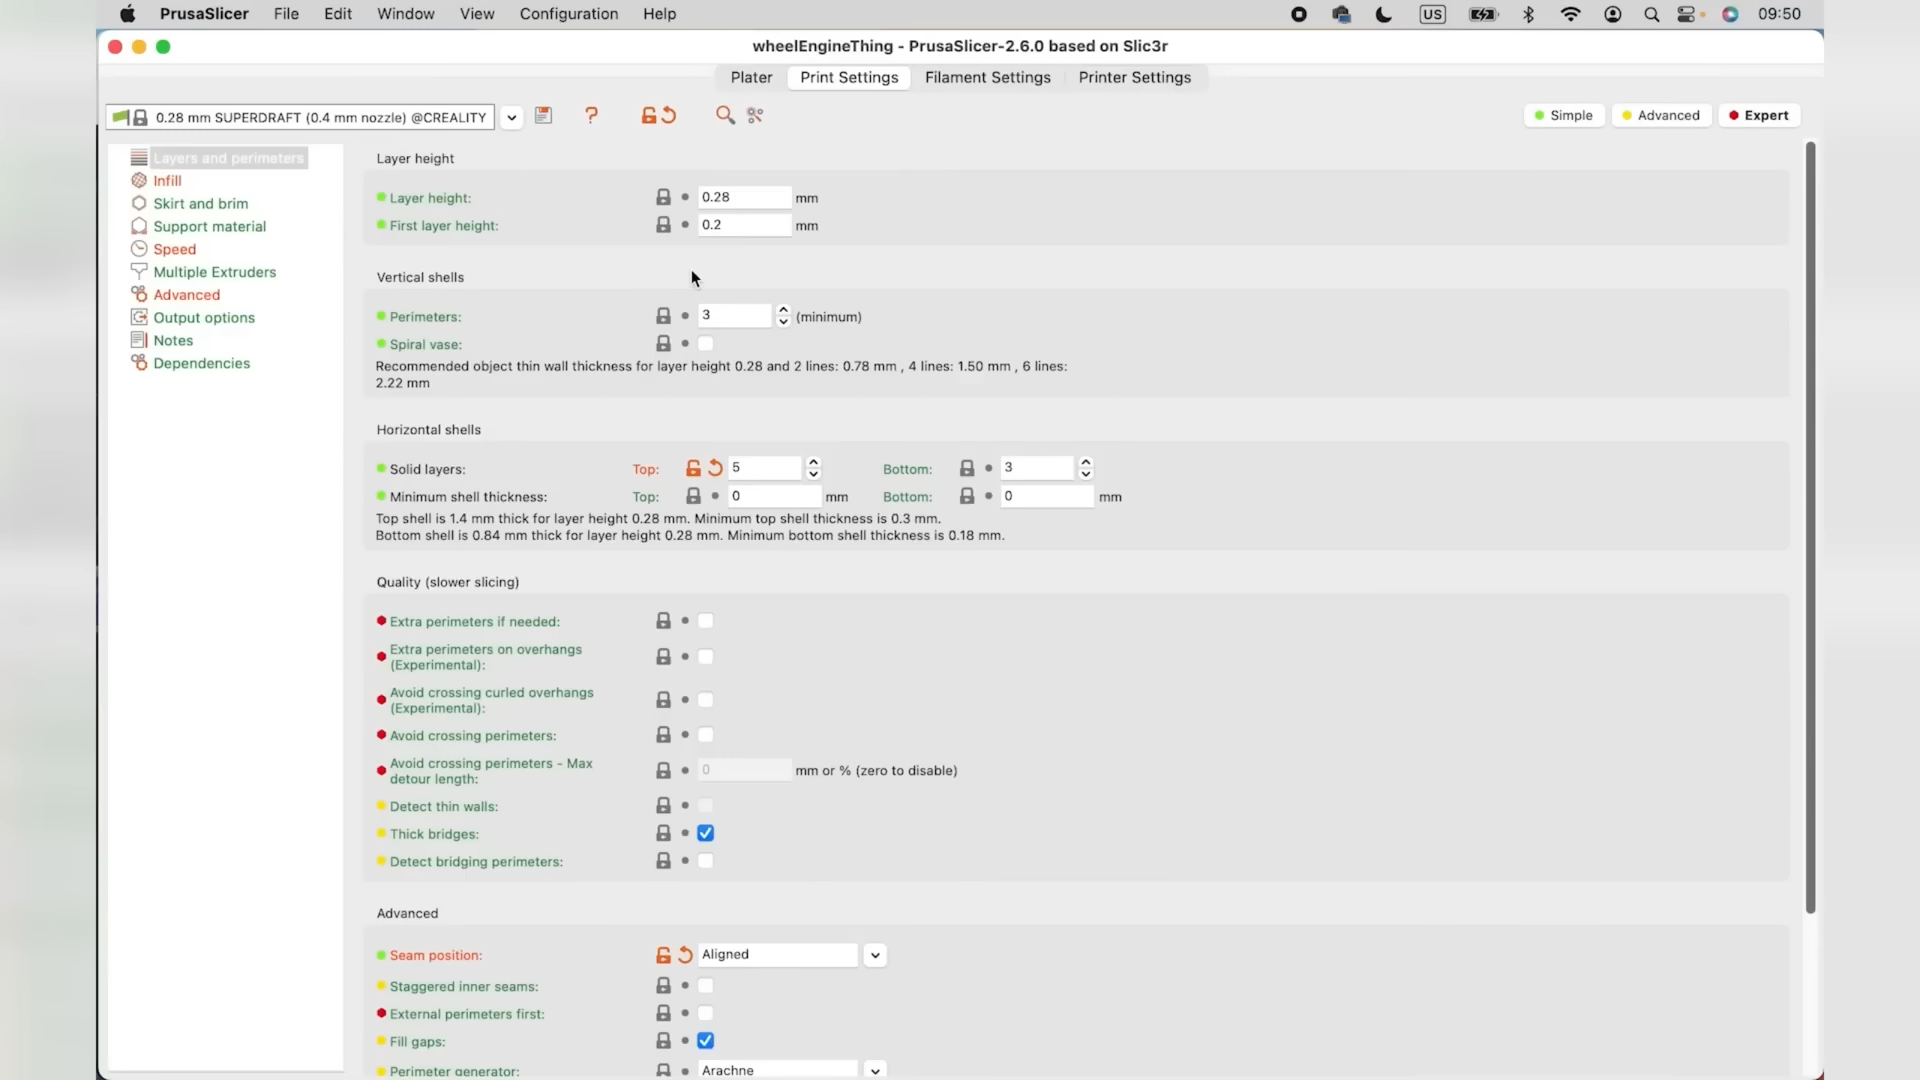 PrusaSlicer File Edit Window View Configuration Help US 09:50
wheelEngineThing - PrusaSlicer-2.6.0 based on Slic3r
Plater Print Settings Filament Settings Printer Settings
0.28 mm SUPERDRAFT (0.4 mm nozzle) @CREALITY ? Simple Advanced Expert
Layers and perimeters
Infill
Skirt and brim
Support material
Speed
Multiple Extruders
Advanced
Output options
Notes
Dependencies
Layer height
Layer height: 0.28 mm
First layer height: 0.2 mm
Vertical shells
Perimeters: 3 (minimum)
Spiral vase:
Recommended object thin wall thickness for layer height 0.28 and 2 lines: 0.78 mm , 4 lines: 1.50 mm , 6 lines:
2.22 mm
Horizontal shells
Solid layers: Top: 5 Bottom: 3
Minimum shell thickness: Top: 0 mm Bottom: 0 mm
Top shell is 1.4 mm thick for layer height 0.28 mm. Minimum top shell thickness is 0.3 mm.
Bottom shell is 0.84 mm thick for layer height 0.28 mm. Minimum bottom shell thickness is 0.18 mm.
Quality (slower slicing)
Extra perimeters if needed:
Extra perimeters on overhangs
(Experimental):
Avoid crossing curled overhangs
(Experimental):
Avoid crossing perimeters:
Avoid crossing perimeters - Max
detour length: 0 mm or % (zero to disable)
Detect thin walls:
Thick bridges:
Detect bridging perimeters:
Advanced
Seam position: Aligned
Staggered inner seams:
External perimeters first:
Fill gaps:
Perimeter generator: Arachne